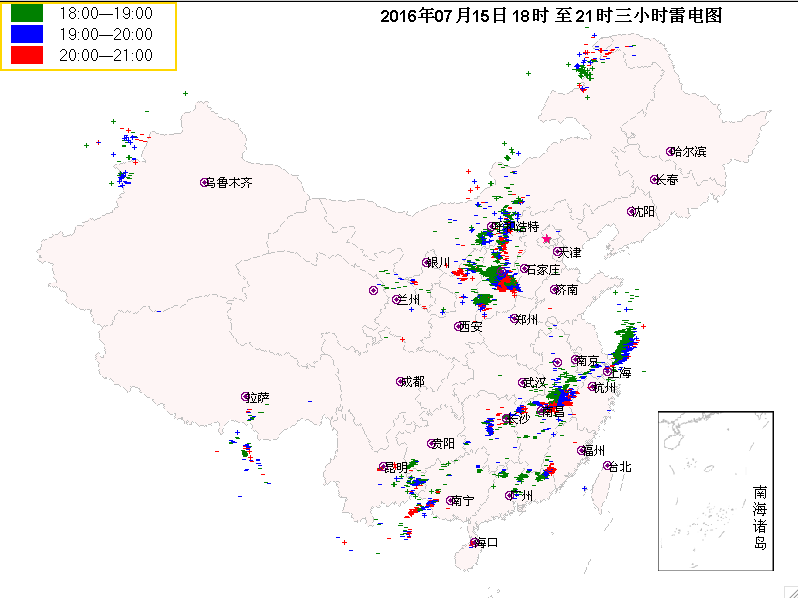 2016年07月15日18时 至21时三小时雷电图
18:00—19:00
19:00—20:00
20:00—21:00
哈尔滨
长春
乌鲁木齐
沈阳
呼和浩特
天津
银川
石家庄
济南
兰州
郑州
西安
南京
上海
成都
武汉
杭州
拉萨
南昌
长沙
贵阳
福州
昆明
台北
广州
南宁
海口
南海诸岛